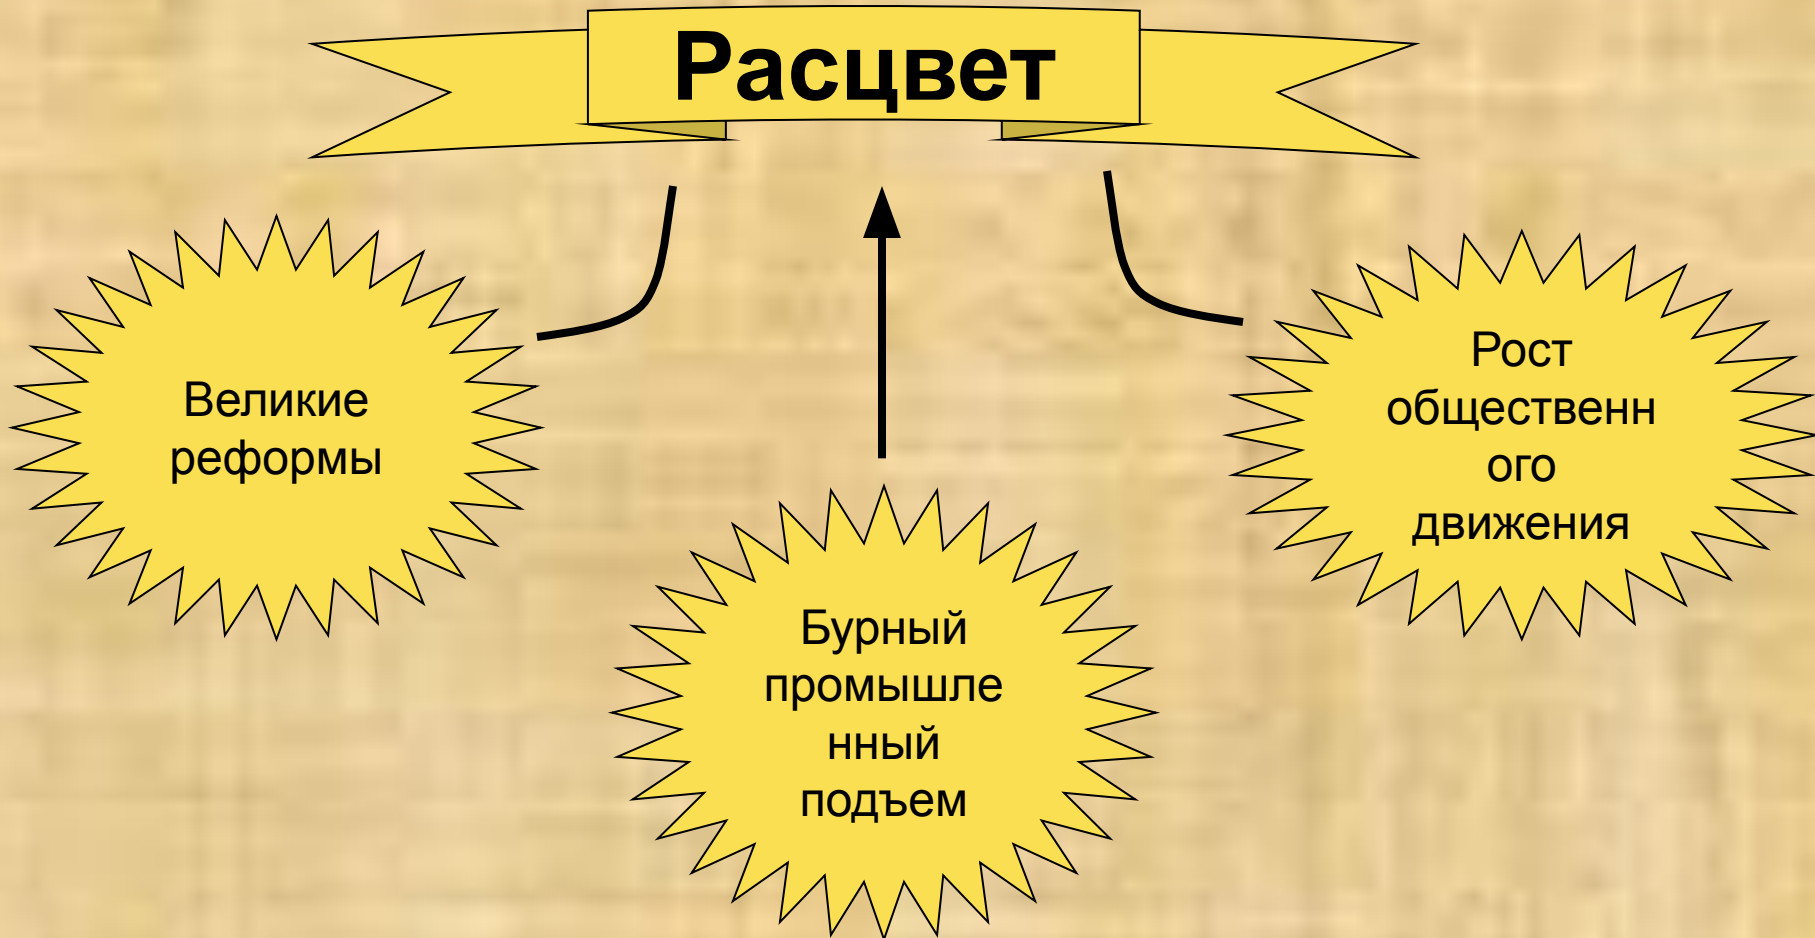 Расцвет
Великие
реформы
Рост
общественн
ого
движения
Бурный
промышле
нный
подъем